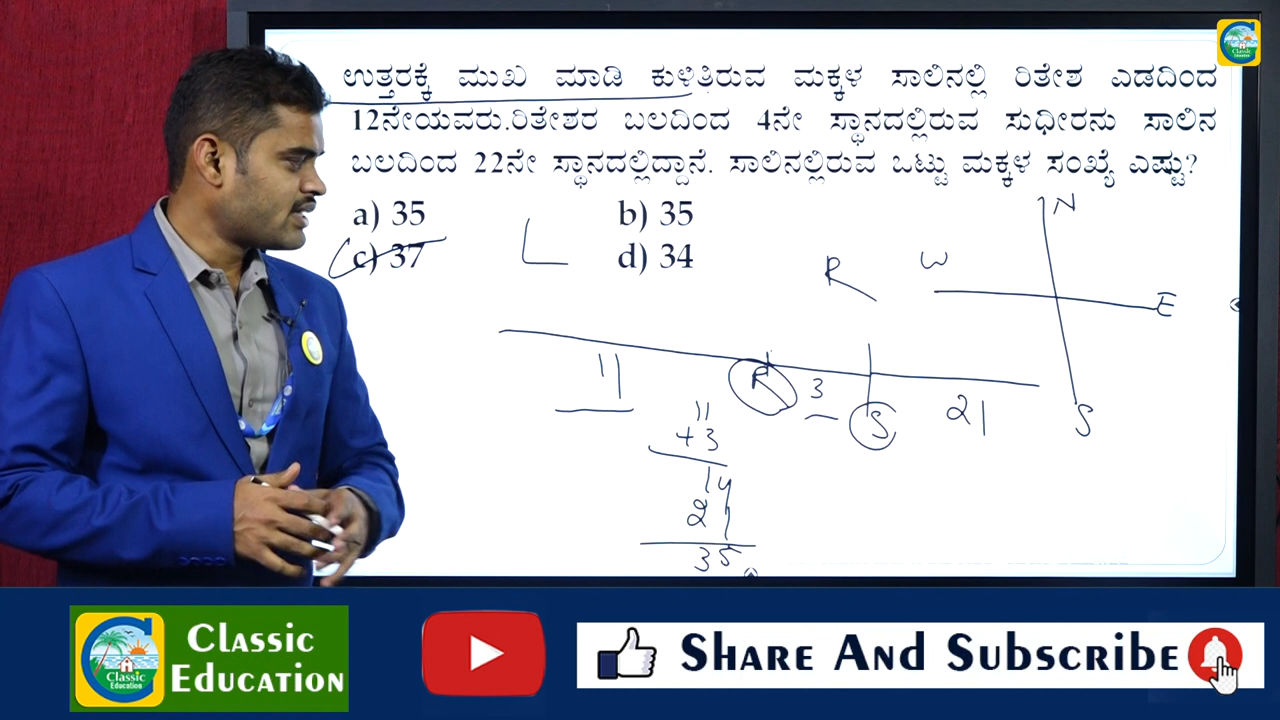 ಉತ್ತರಕ್ಕೆ ಮುಖ ಮಾಡಿ ಕುಳಿತಿರುವ ಮಕ್ಕಳ ಸಾಲಿನಲ್ಲಿ ರಿತೇಶ ಎಡದಿಂದ
12ನೇಯವರು.ರಿತೇಶರ ಬಲದಿಂದ 4ನೇ ಸ್ಥಾನದಲ್ಲಿರುವ ಸುಧೀರನು ಸಾಲಿನ
ಬಲದಿಂದ 22ನೇ ಸ್ಥಾನದಲ್ಲಿದ್ದಾನೆ. ಸಾಲಿನಲ್ಲಿರುವ ಒಟ್ಟು ಮಕ್ಕಳ ಸಂಖ್ಯೆ ಎಷ್ಟು?
a) 35 b) 35
c) 37 d) 34
N
R W E
11 R 3 S 21 S
11
+3
14
21
35
Classic
Education
Classic
Education
Share And Subscribe